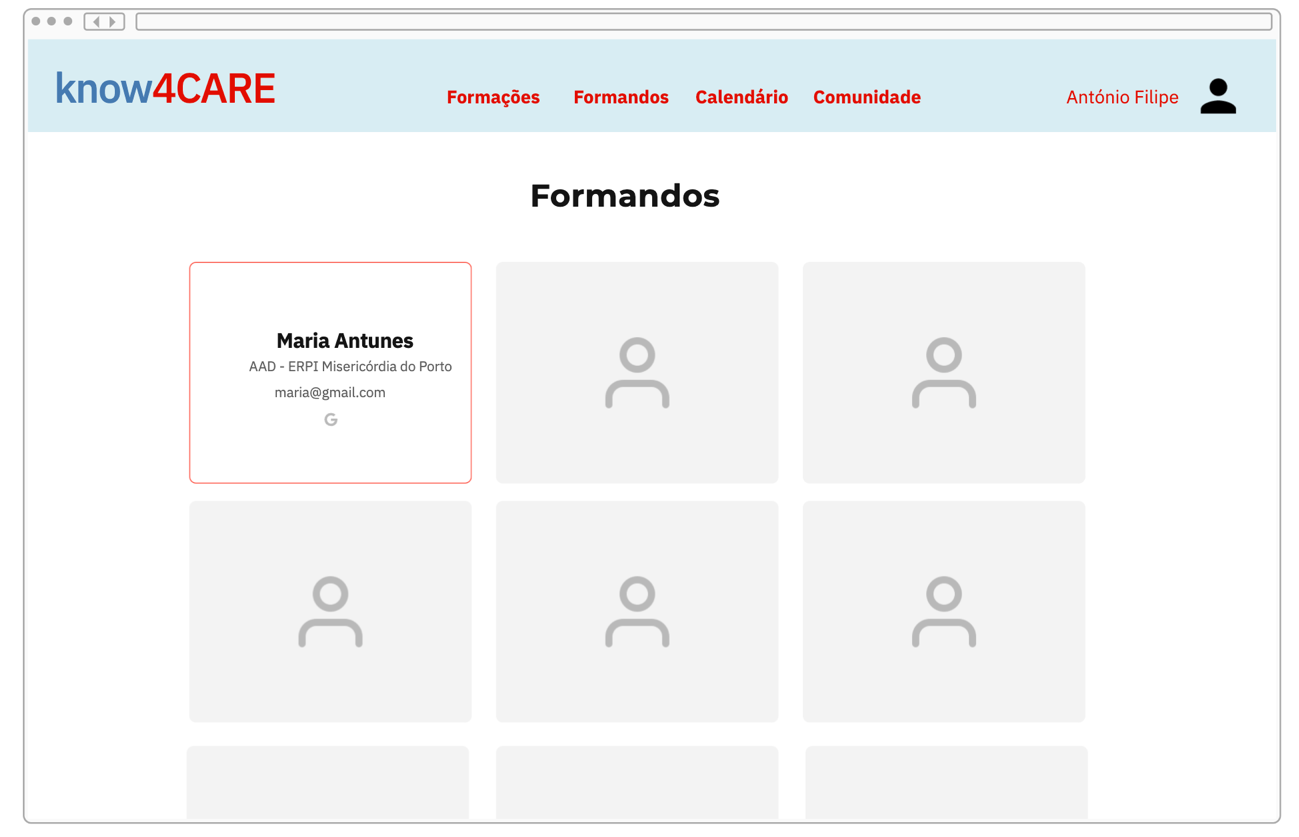 know4CARE
Formações Formandos Calendário Comunidade
António Filipe
Formandos
Maria Antunes
AAD - ERPI Misericórdia do Porto
maria@gmail.com
G